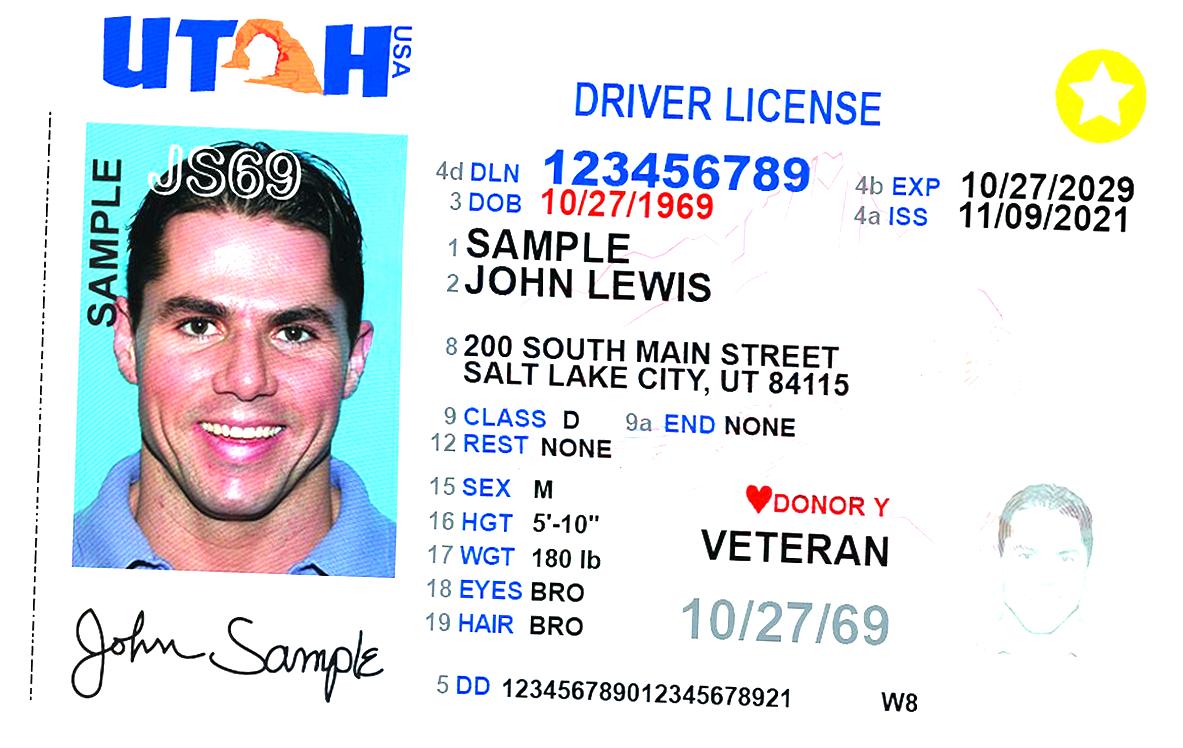 UTAH USA
DRIVER LICENSE
SAMPLE
JS69
4d DLN 123456789
3 DOB 10/27/1969
4b EXP 10/27/2029
4a ISS 11/09/2021
1 SAMPLE
2 JOHN LEWIS
8 200 SOUTH MAIN STREET
SALT LAKE CITY, UT 84115
9 CLASS D 9a END NONE
12 REST NONE
15 SEX M
16 HGT 5'-10"
17 WGT 180 lb
18 EYES BRO
19 HAIR BRO
DONOR Y
VETERAN
10/27/69
John Sample
5 DD 123456789012345678921 W8